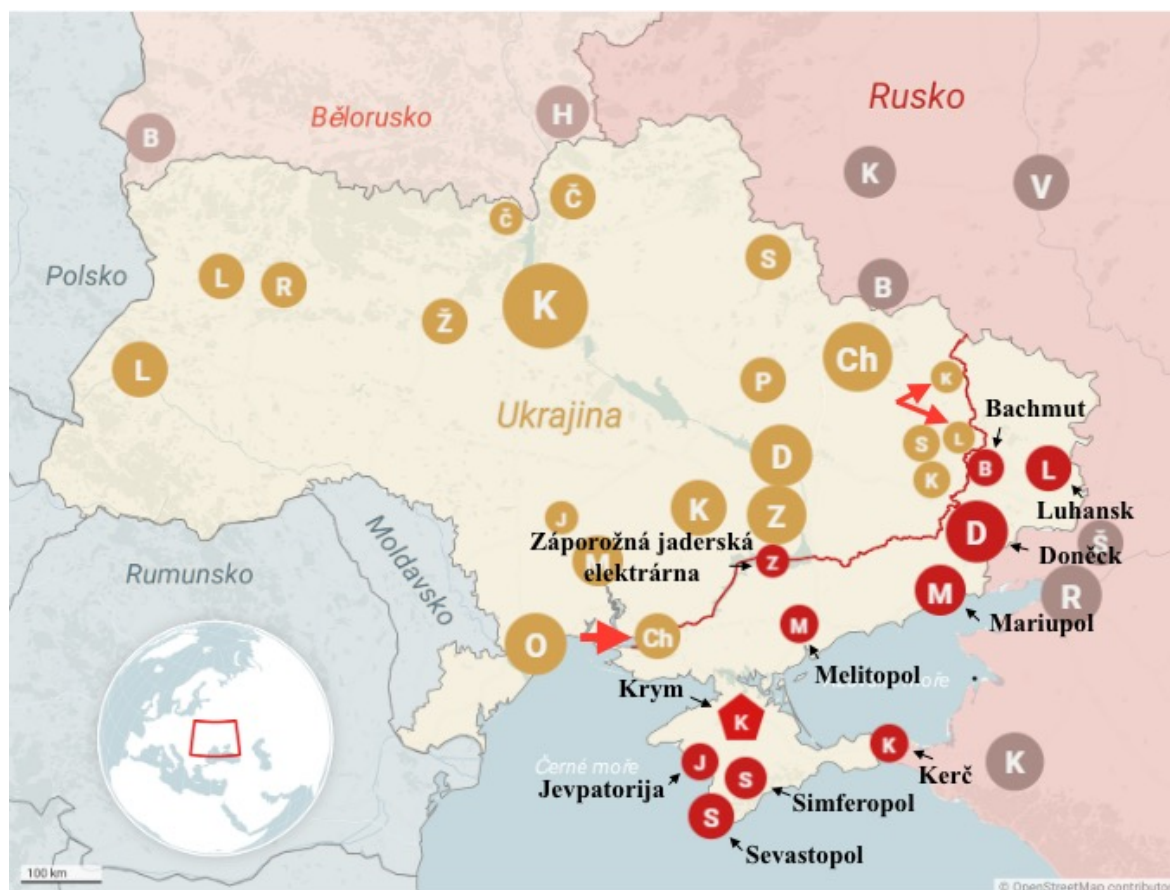 Rusko
H
Bělorusko
B
K
V
Č
Č
S
Polsko
L
R
B
K
Ž
Ch
L
P
K
Ukrajina
Bachmut
S
L
D
B
L
K
K
Luhansk
J
Z
D
Š
Záporožná jaderská
elektrárna
M
Z
Doněck
Moldavsko
Rumunsko
M
R
Mariupol
O
Ch
M
Melitopol
Krym
K
K
Černé moře
J
S
Kerč
K
Jevpatorija
Simferopol
S
Sevastopol
100 km
© OpenStreetMap contributor